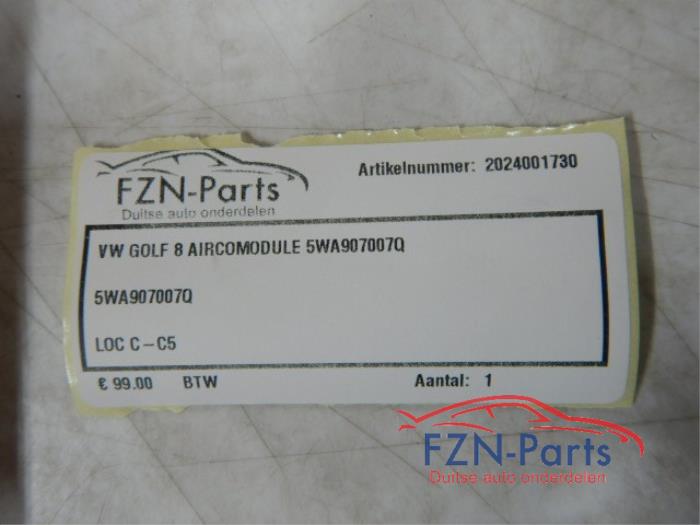 FZN-Parts
Duitse auto onderdelen
Artikelnummer: 2024001730
VW GOLF 8 AIRCOMODULE 5WA907007Q
5WA907007Q
LOC C-C5
€ 99.00 BTW Aantal: 1
FZN-Parts
Duitse auto onderdelen